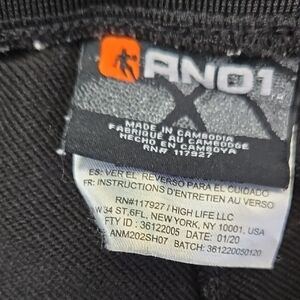 AND1
MADE IN CAMBODIA
FABRIQUÉ AU CAMBODGE
HECHO EN CAMBOYA
RN# 117927
ES: VER EL REVERSO PARA EL CUIDADO
FR: INSTRUCTIONS D'ENTRETIEN AU VERSO
RN#117927 / HIGH LIFE LLC
W 34 ST. 6FL, NEW YORK, NY 10001, USA
FTY ID : 36122005 DATE: 01/20
ANM202SH07 BATCH: 361220050120